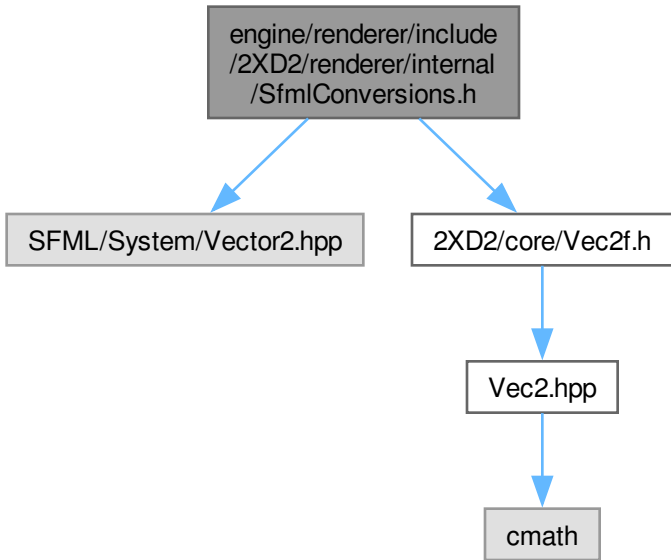 engine/renderer/include
/2XD2/renderer/internal
/SfmlConversions.h
SFML/System/Vector2.hpp
2XD2/core/Vec2f.h
Vec2.hpp
cmath